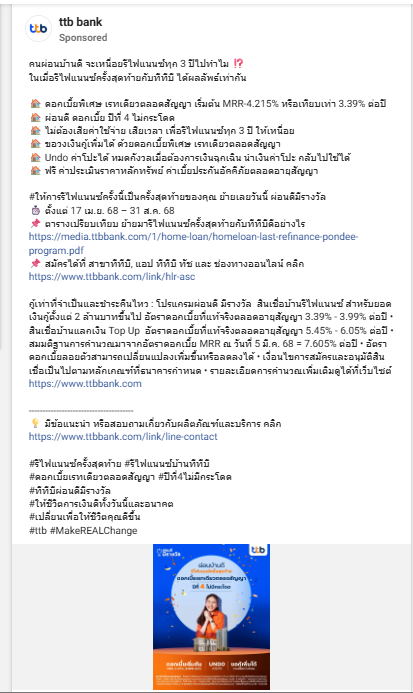 ttb bank
Sponsored
คนผ่อนบ้านดี จะเหนื่อยรีไฟแนนซ์ทุก 3 ปีไปทำไม ⁉️
ในเมื่อรีไฟแนนซ์ครั้งสุดท้ายกับทีทีบี ได้ผลลัพธ์เท่ากัน
🏠 ดอกเบี้ยพิเศษ เรทเดียวตลอดสัญญา เริ่มต้น MRR-4.215% หรือเทียบเท่า 3.39% ต่อปี
🏠 ผ่อนดี ดอกเบี้ย ปีที่ 4 ไม่กระโดด
🏠 ไม่ต้องเสียค่าใช้จ่าย เสียเวลา เพื่อรีไฟแนนซ์ทุก 3 ปี ให้เหนื่อย
🏠 ขอวงเงินกู้เพิ่มได้ ด้วยดอกเบี้ยพิเศษ เรทเดียวตลอดสัญญา
🏠 Undo ค่าโปะได้ หมดกังวลเมื่อต้องการเงินฉุกเฉิน นำเงินค่าโปะ กลับไปใช้ได้
🏠 ฟรี ค่าประเมินราคาหลักทรัพย์ ค่าเบี้ยประกันอัคคีภัยตลอดอายุสัญญา
#ให้การรีไฟแนนซ์ครั้งนี้เป็นครั้งสุดท้ายของคุณ ย้ายเลยวันนี้ ผ่อนดีมีรางวัล
⏱ ตั้งแต่ 17 เม.ย. 68 – 31 ส.ค. 68
📌 ตารางเปรียบเทียบ ย้ายมารีไฟแนนซ์ครั้งสุดท้ายกับทีทีบีดีอย่างไร
https://media.ttbbank.com/1/home-loan/homeloan-last-refinance-pondee-
program.pdf
📌 สมัครได้ที่ สาขาทีทีบี, แอป ทีทีบี ทัช และ ช่องทางออนไลน์ คลิก
https://www.ttbbank.com/link/hlr-asc
กู้เท่าที่จำเป็นและชำระคืนไหว : โปรแกรมผ่อนดี มีรางวัล สินเชื่อบ้านรีไฟแนนซ์ สำหรับยอด
เงินกู้ตั้งแต่ 2 ล้านบาทขึ้นไป อัตราดอกเบี้ยที่แท้จริงตลอดอายุสัญญา 3.39% - 3.99% ต่อปี •
สินเชื่อบ้านแลกเงิน Top Up อัตราดอกเบี้ยที่แท้จริงตลอดอายุสัญญา 5.45% - 6.05% ต่อปี •
สมมติฐานการคำนวณมาจากอัตราดอกเบี้ย MRR ณ วันที่ 5 มี.ค. 68 = 7.605% ต่อปี • อัตรา
ดอกเบี้ยลอยตัวสามารถเปลี่ยนแปลงเพิ่มขึ้นหรือลดลงได้ • เงื่อนไขการสมัครและอนุมัติสิน
เชื่อเป็นไปตามหลักเกณฑ์ที่ธนาคารกำหนด • รายละเอียดการคำนวณเพิ่มเติมดูได้ที่เว็บไซต์
https://www.ttbbank.com
--------------------------------------
💡 มีข้อแนะนำ หรือสอบถามเกี่ยวกับผลิตภัณฑ์และบริการ คลิก
https://www.ttbbank.com/link/line-contact
#รีไฟแนนซ์ครั้งสุดท้าย #รีไฟแนนซ์บ้านทีทีบี
#ดอกเบี้ยเรทเดียวตลอดสัญญา #ปีที่4ไม่มีกระโดด
#ทีทีบีผ่อนดีมีรางวัล
#ให้ชีวิตการเงินดีทั้งวันนี้และอนาคต
#เปลี่ยนเพื่อให้ชีวิตคุณดีขึ้น
#ttb #MakeREALChange
ttb
ผ่อนบ้านดี
ดอกเบี้ยเรทเดียวตลอดสัญญา
ปีที่ 4 ไม่มีกระโดด
ดอกเบี้ยเริ่มต้น UNDO ขอกู้เพิ่มได้